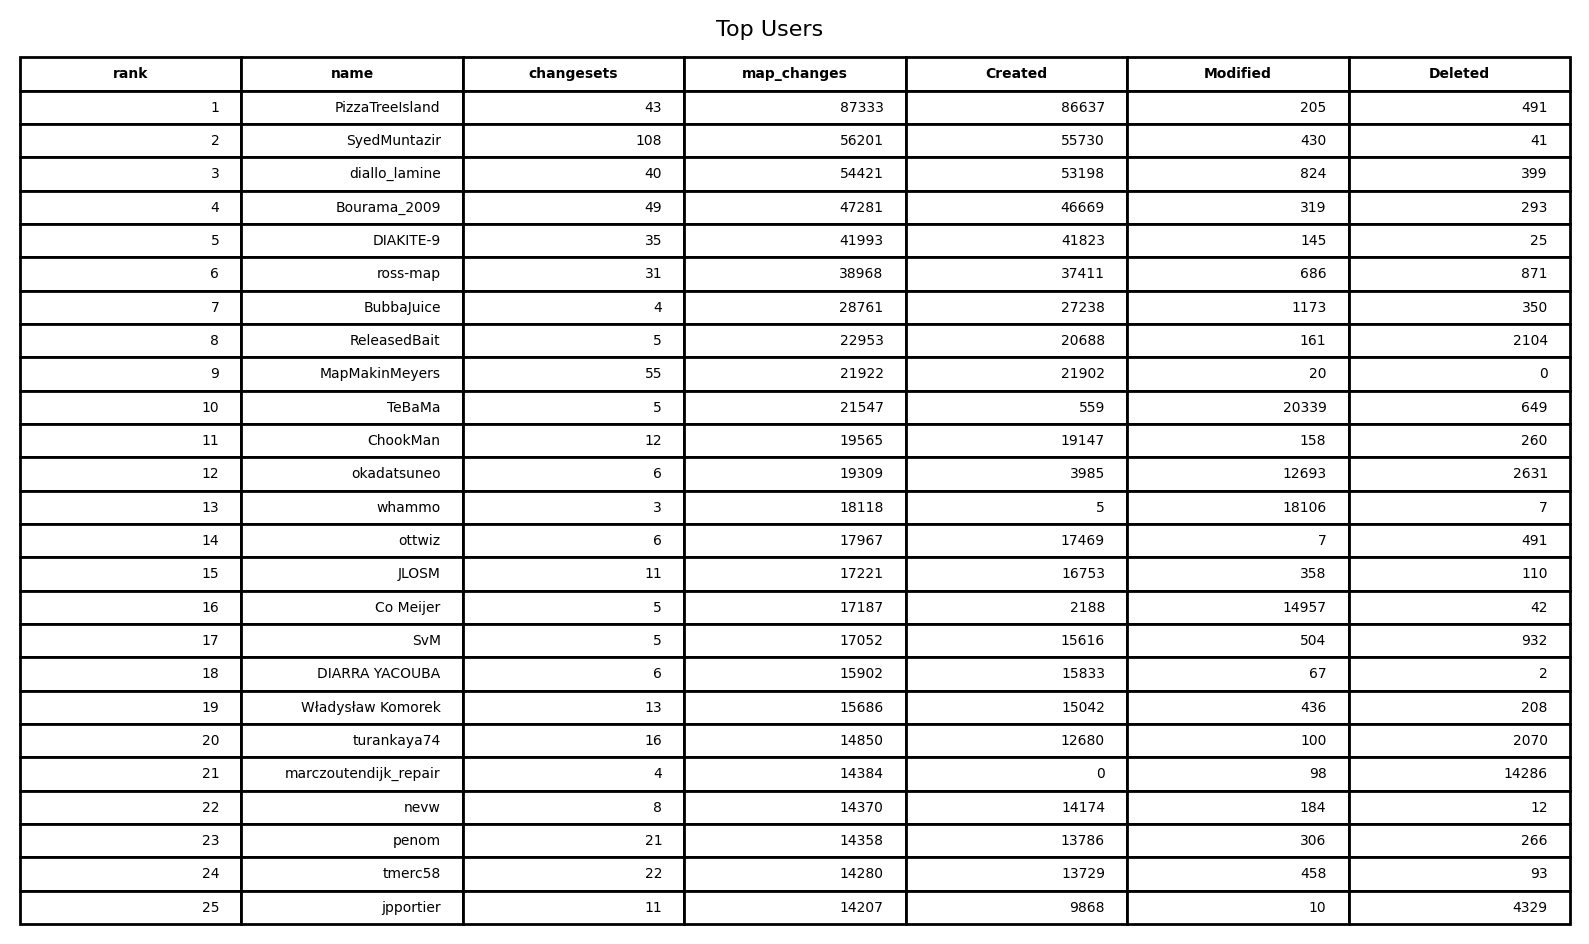 Top Users
rank name changesets map_changes Created Modified Deleted
1 PizzaTreeIsland 43 87333 86637 205 491
2 SyedMuntazir 108 56201 55730 430 41
3 diallo_lamine 40 54421 53198 824 399
4 Bourama_2009 49 47281 46669 319 293
5 DIAKITE-9 35 41993 41823 145 25
6 ross-map 31 38968 37411 686 871
7 BubbaJuice 4 28761 27238 1173 350
8 ReleasedBait 5 22953 20688 161 2104
9 MapMakinMeyers 55 21922 21902 20 0
10 TeBaMa 5 21547 559 20339 649
11 ChookMan 12 19565 19147 158 260
12 okadatsuneo 6 19309 3985 12693 2631
13 whammo 3 18118 5 18106 7
14 ottwiz 6 17967 17469 7 491
15 JLOSM 11 17221 16753 358 110
16 Co Meijer 5 17187 2188 14957 42
17 SvM 5 17052 15616 504 932
18 DIARRA YACOUBA 6 15902 15833 67 2
19 Władysław Komorek 13 15686 15042 436 208
20 turankaya74 16 14850 12680 100 2070
21 marczoutendijk_repair 4 14384 0 98 14286
22 nevw 8 14370 14174 184 12
23 penom 21 14358 13786 306 266
24 tmerc58 22 14280 13729 458 93
25 jpportier 11 14207 9868 10 4329